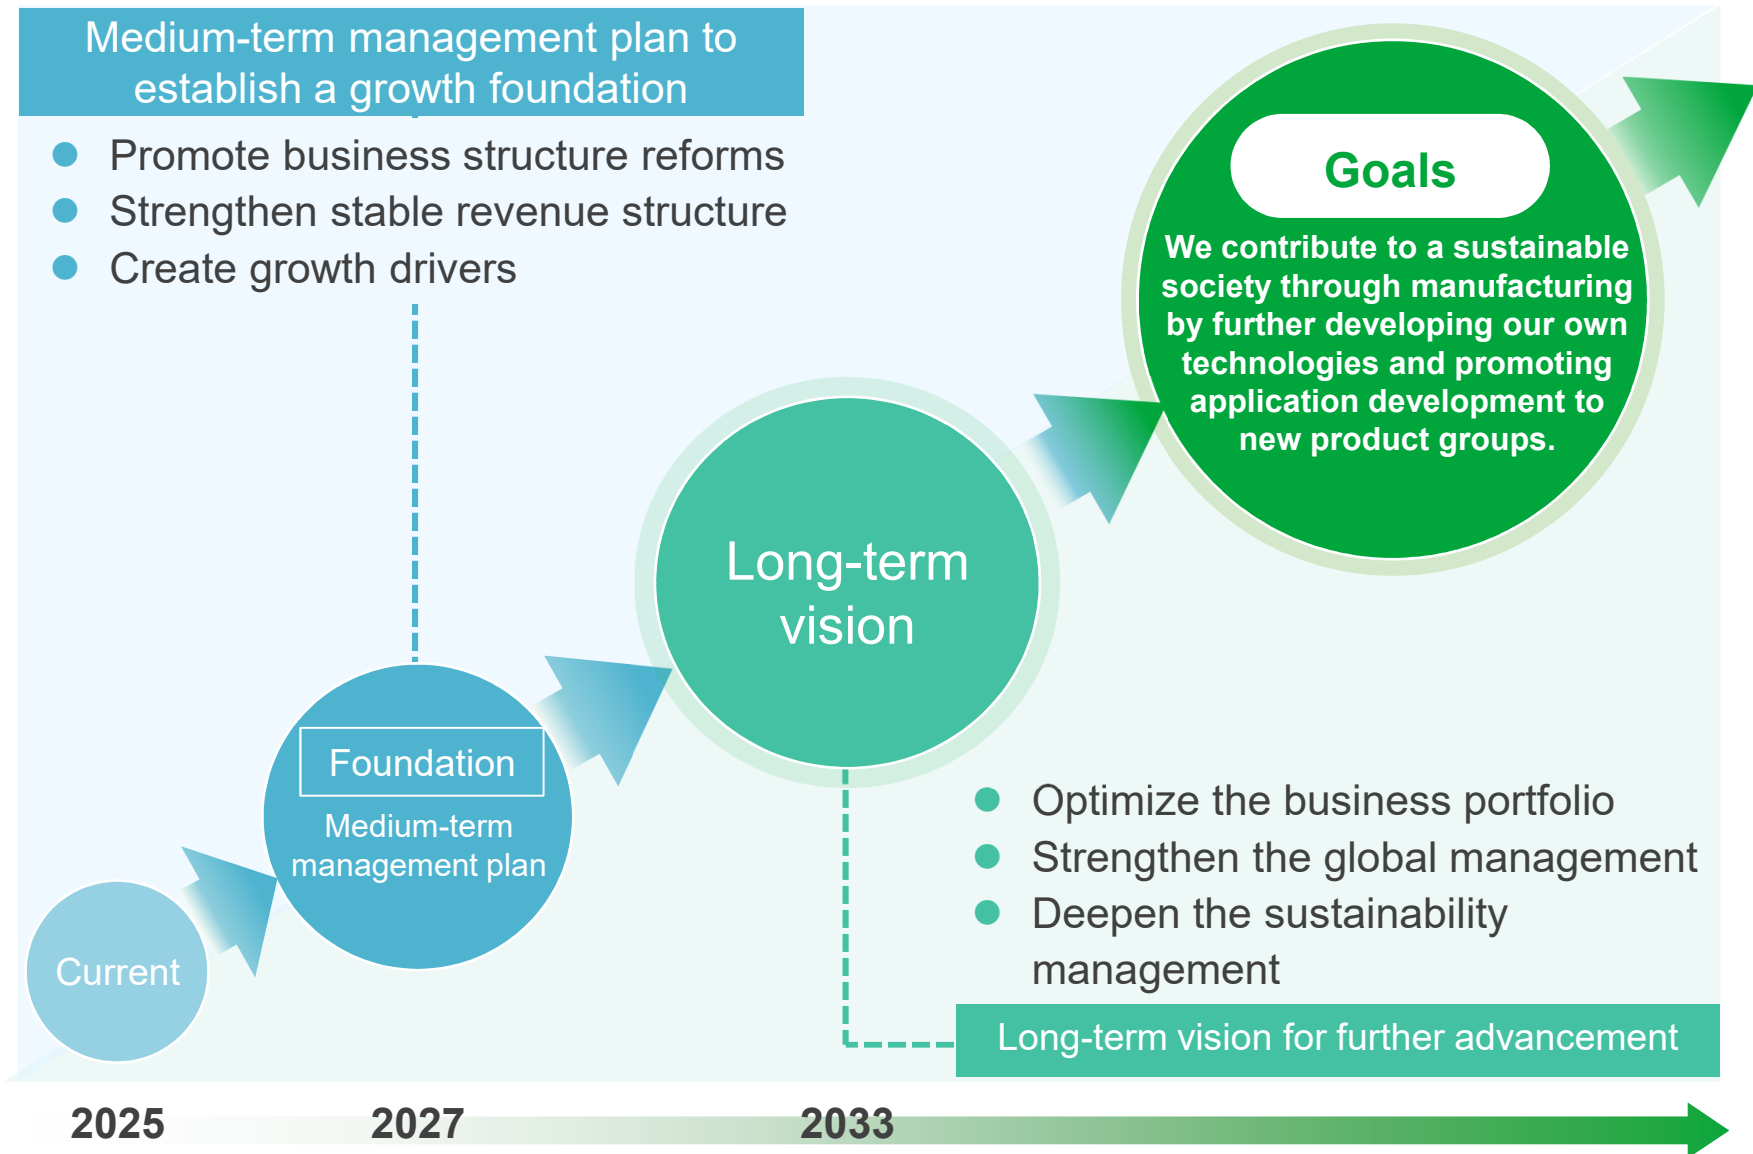 Medium-term management plan to
establish a growth foundation
Promote business structure reforms
Strengthen stable revenue structure
Create growth drivers
Goals
We contribute to a sustainable
society through manufacturing
by further developing our own
technologies and promoting
application development to
new product groups.
Long-term
vision
Foundation
Medium-term
management plan
Current
Optimize the business portfolio
Strengthen the global management
Deepen the sustainability
management
Long-term vision for further advancement
2025
2027
2033